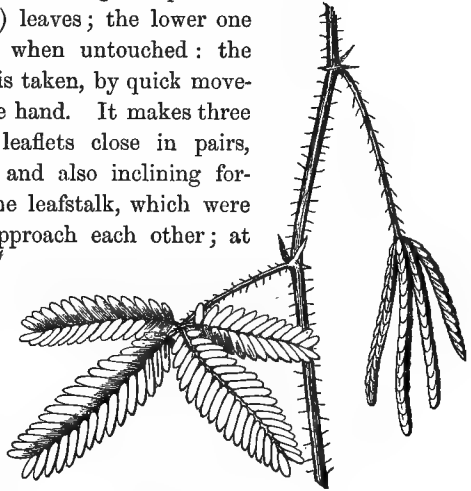 ) leaves; the lower one
when untouched: the
is taken, by quick move-
hand. It makes three
leaflets close in pairs,
and also inclining for-
leafstalk, which were
pproach each other; at